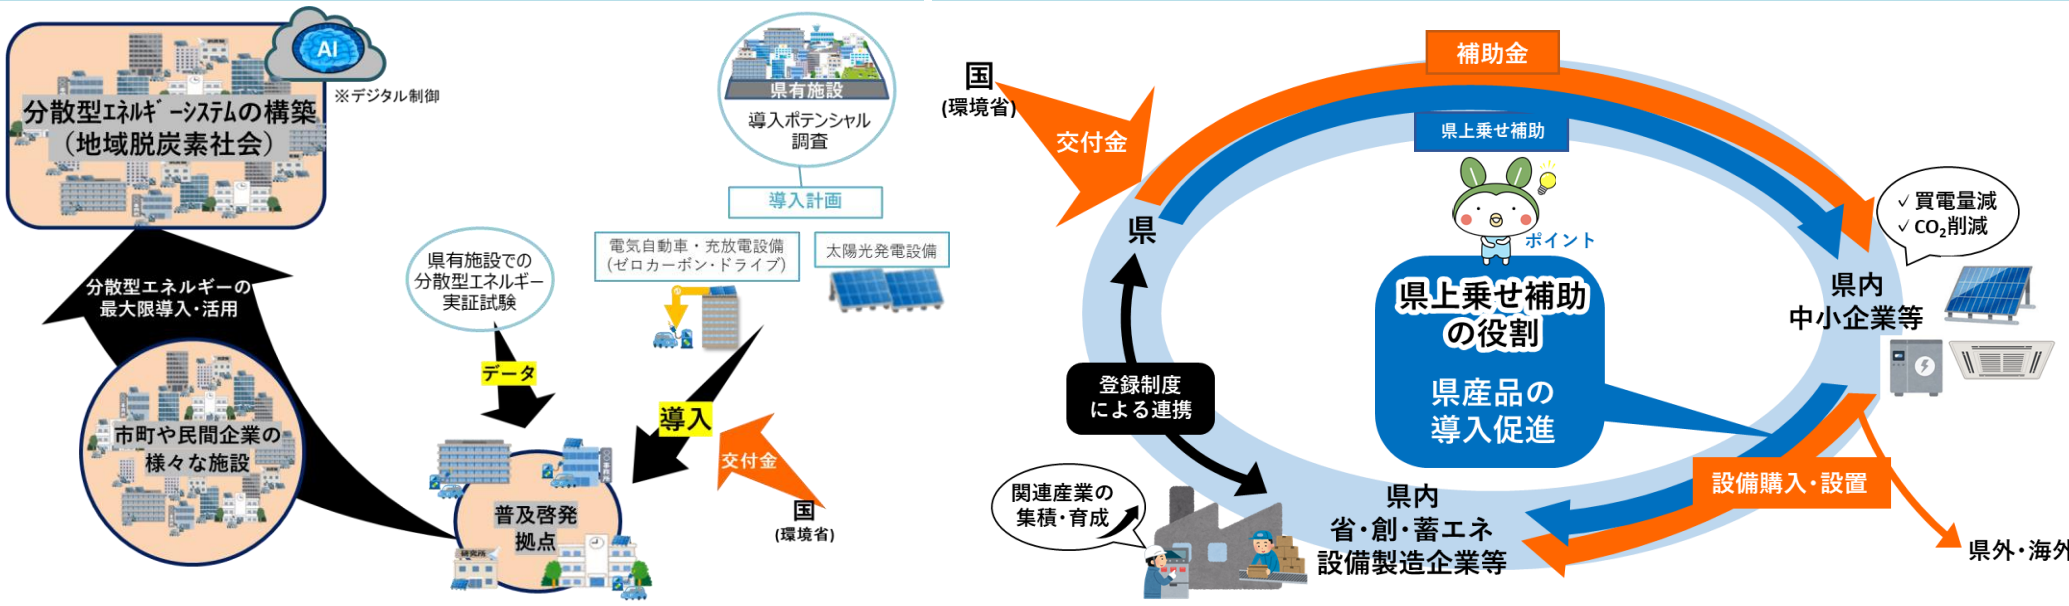 AI
※デジタル制御
分散型エネルギーシステムの構築
（地域脱炭素社会）
分散型エネルギーの
最大限導入・活用
市町や民間企業の
様々な施設
県有施設
導入ポテンシャル
調査
導入計画
電気自動車・充放電設備
(ゼロカーボン・ドライブ)
太陽光発電設備
県有施設での
分散型エネルギー
実証試験
データ
導入
交付金
国
(環境省)
普及啓発
拠点
研究所
国
(環境省)
交付金
補助金
県上乗せ補助
県
ポイント
県上乗せ補助
の役割
県産品の
導入促進
✓買電量減
✓CO₂削減
県内
中小企業等
登録制度
による連携
設備購入・設置
県外・海外
関連産業の
集積・育成
県内
省・創・蓄エネ
設備製造企業等